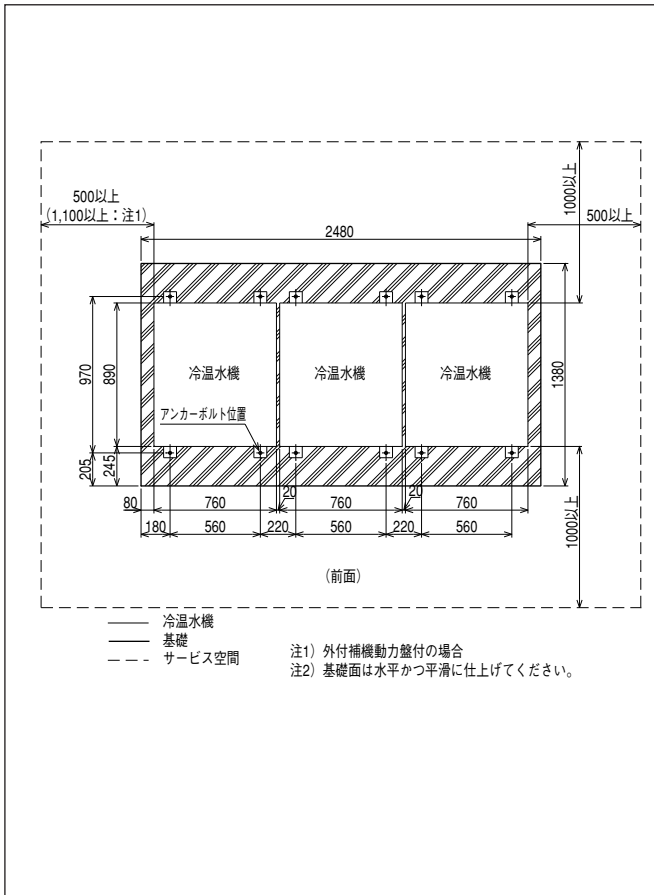 500以上
(1,100以上：注1)
1000以上
500以上
2480
970
890
冷温水機
冷温水機
冷温水機
1380
アンカーボルト位置
205
245
80
760
20
760
20
760
180
560
220
560
220
560
1000以上
(前面)
冷温水機
基礎
サービス空間
注1) 外付補機動力盤付の場合
注2) 基礎面は水平かつ平滑に仕上げてください。